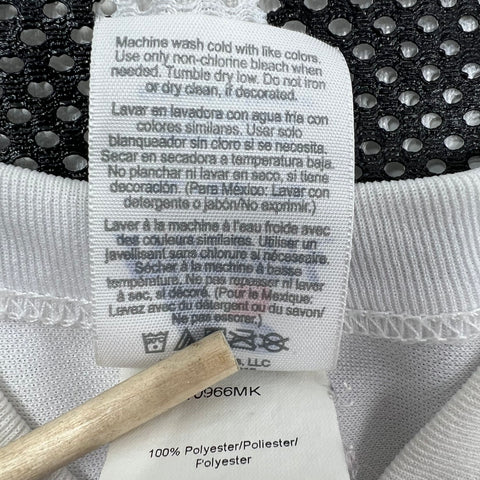 Machine wash cold with like colors.
Use only non-chlorine bleach when
needed. Tumble dry low. Do not iron
or dry clean, if decorated.
Lavar en lavadora con agua fría con
colores similares. Usar solo
blanqueador sin cloro si se necesita.
Secar en secadora a temperatura baja.
No planchar ni lavar en seco, si tiene
decoración. (Para México: Lavar con
detergente o jabón/No exprimir.)
Laver à la machine à l'eau froide avec
des couleurs similaires. Utiliser un
javellisant sans chlorure si nécessaire.
Sécher à la machine à basse
température. Ne pas repasser ni laver
à sec, si décoré. (Pour le Mexique:
Lavez avec du détergent ou du savon/
Ne pas essorer.)
LLC
0966MK
100% Polyester/Poliester/
Polyester